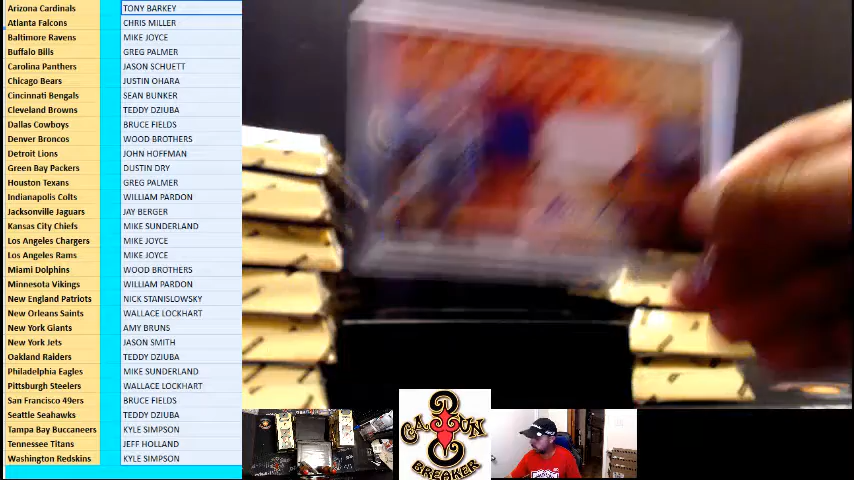 Arizona Cardinals TONY BARKEY
Atlanta Falcons CHRIS MILLER
Baltimore Ravens MIKE JOYCE
Buffalo Bills GREG PALMER
Carolina Panthers JASON SCHUETT
Chicago Bears JUSTIN OHARA
Cincinnati Bengals SEAN BUNKER
Cleveland Browns TEDDY DZIUBA
Dallas Cowboys BRUCE FIELDS
Denver Broncos WOOD BROTHERS
Detroit Lions JOHN HOFFMAN
Green Bay Packers DUSTIN DRY
Houston Texans GREG PALMER
Indianapolis Colts WILLIAM PARDON
Jacksonville Jaguars JAY BERGER
Kansas City Chiefs MIKE SUNDERLAND
Los Angeles Chargers MIKE JOYCE
Los Angeles Rams MIKE JOYCE
Miami Dolphins WOOD BROTHERS
Minnesota Vikings WILLIAM PARDON
New England Patriots NICK STANISLOWSKY
New Orleans Saints WALLACE LOCKHART
New York Giants AMY BRUNS
New York Jets JASON SMITH
Oakland Raiders TEDDY DZIUBA
Philadelphia Eagles MIKE SUNDERLAND
Pittsburgh Steelers WALLACE LOCKHART
San Francisco 49ers BRUCE FIELDS
Seattle Seahawks TEDDY DZIUBA
Tampa Bay Buccaneers KYLE SIMPSON
Tennessee Titans JEFF HOLLAND
Washington Redskins KYLE SIMPSON
CAJUN
BREAKER